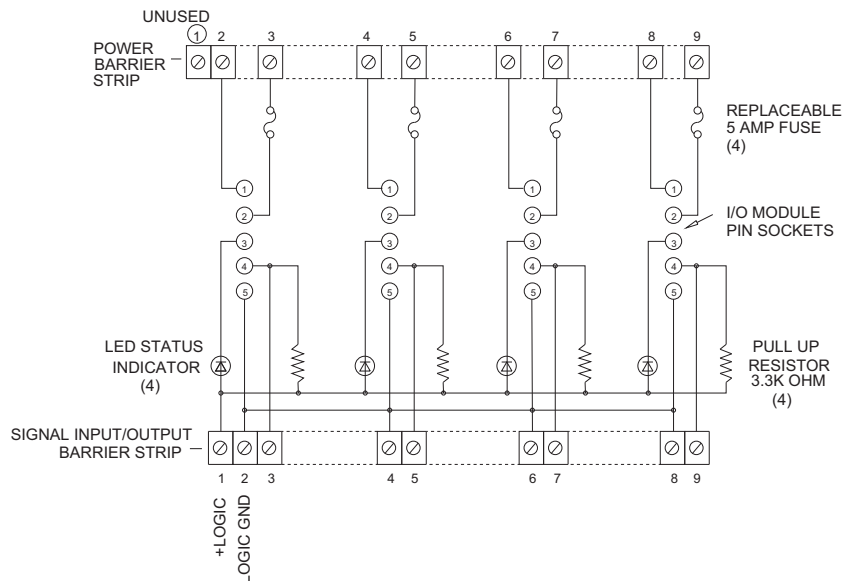 UNUSED
1 2 3 4 5 6 7 8 9
POWER
BARRIER
STRIP
REPLACEABLE
5 AMP FUSE
(4)
1 1 1 1
2 2 2 2
I/O MODULE
PIN SOCKETS
3 3 3 3
4 4 4 4
5 5 5 5
LED STATUS
INDICATOR
(4)
PULL UP
RESISTOR
3.3K OHM
(4)
SIGNAL INPUT/OUTPUT
BARRIER STRIP
1 2 3 4 5 6 7 8 9
+LOGIC
LOGIC GND